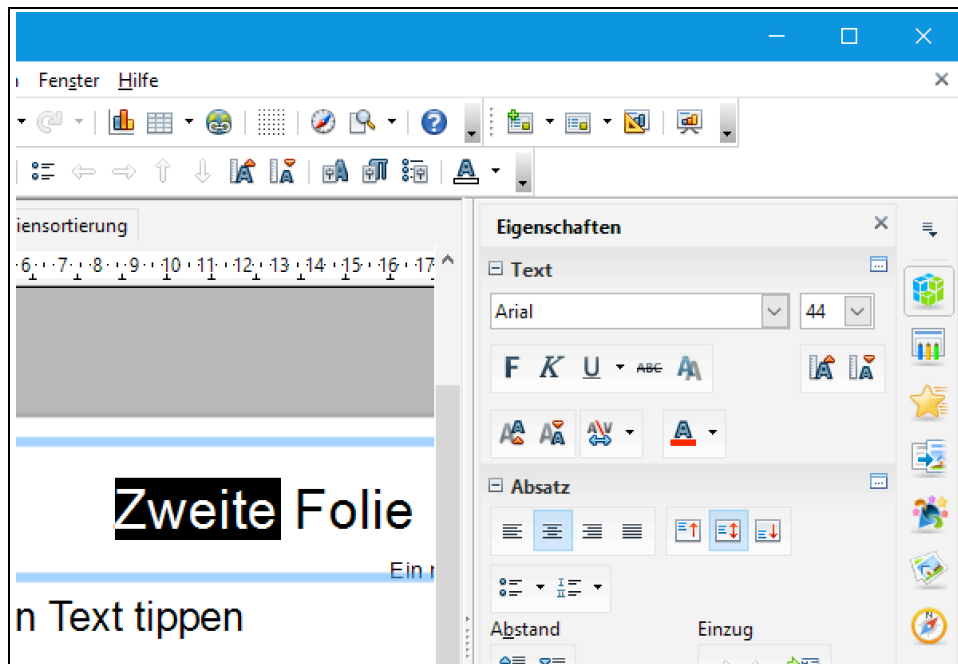 Fenster Hilfe
iensortierung
6 7 8 9 10 11 12 13 14 15 16 17
Eigenschaften
Text
Arial
44
F K U ABC
Absatz
Zweite Folie
Ein
n Text tippen
Abstand
Einzug